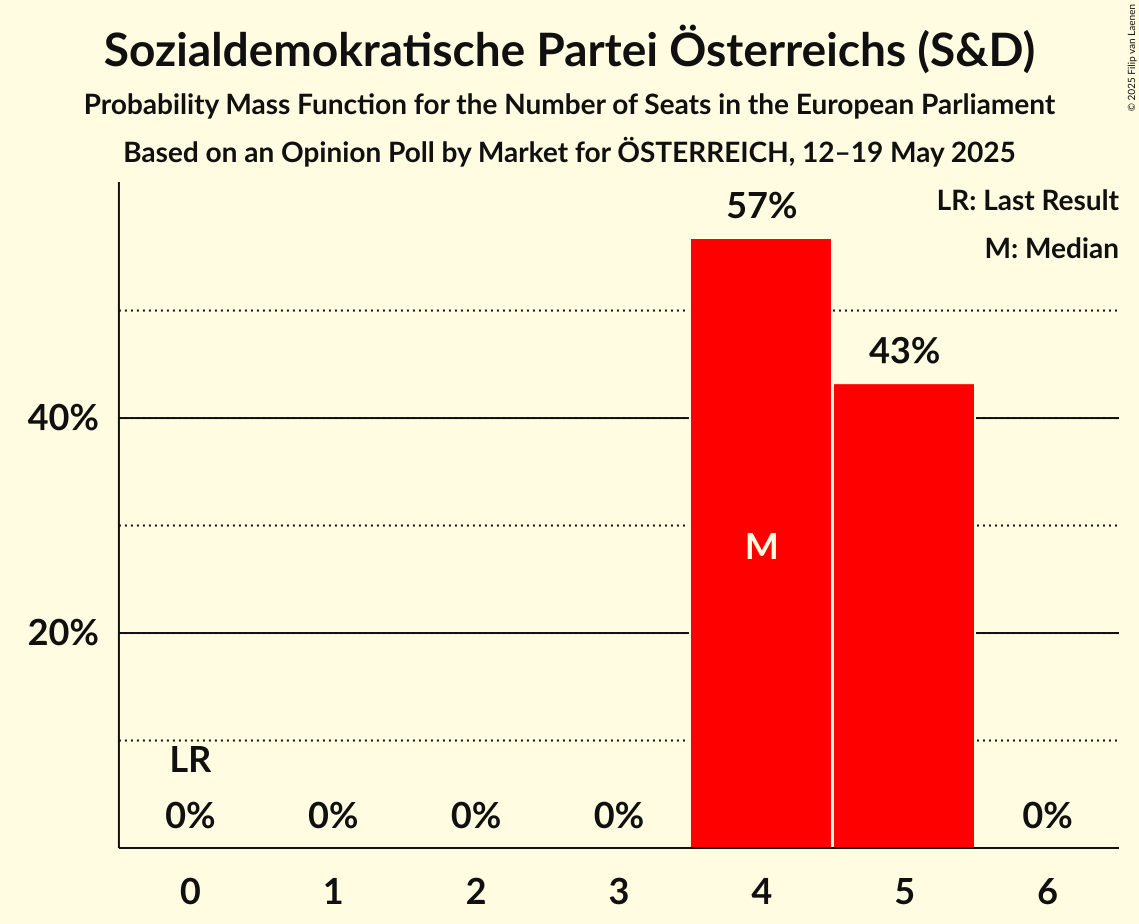 Sozialdemokratische Partei Österreichs (S&D)
Probability Mass Function for the Number of Seats in the European Parliament
Based on an Opinion Poll by Market for ÖSTERREICH, 12–19 May 2025
© 2025 Filip van Laenen
LR: Last Result
M: Median
57%
43%
40%
M
20%
LR
0% 0% 0% 0% 0%
0 1 2 3 4 5 6